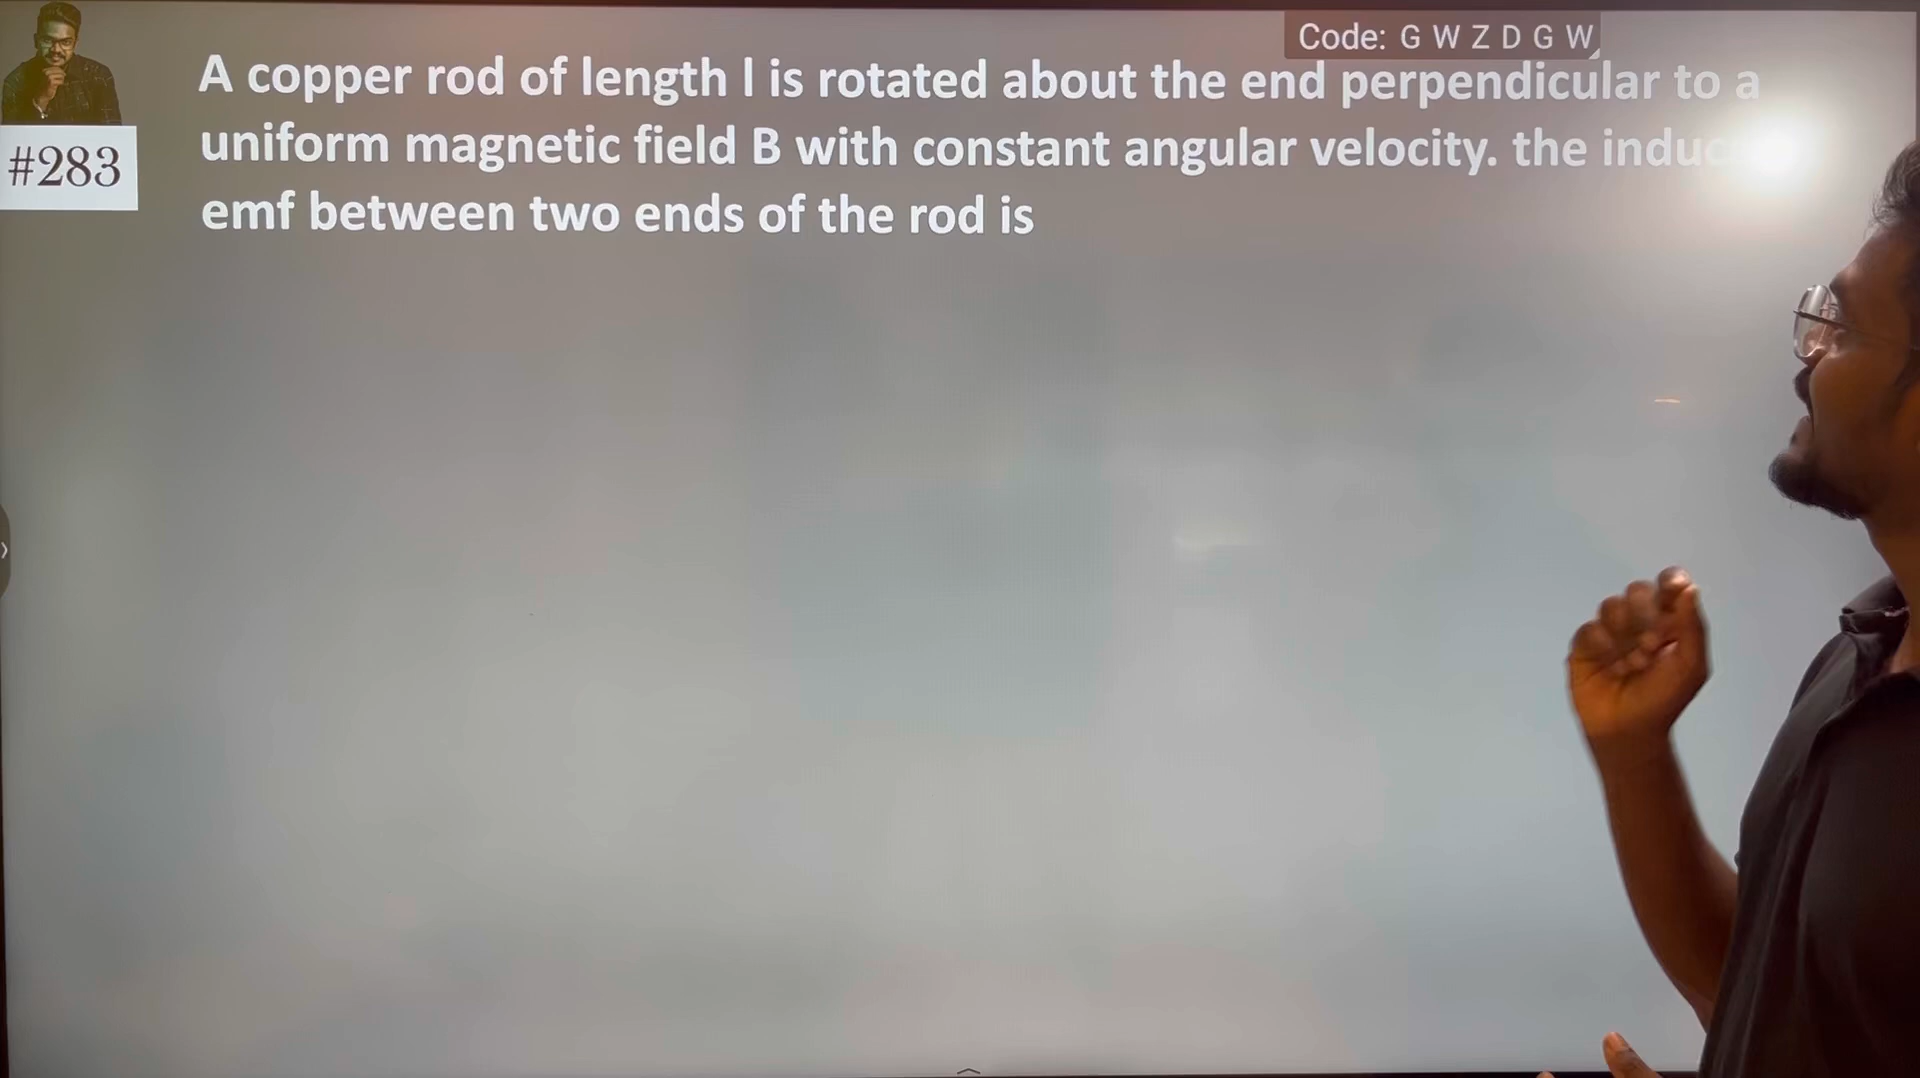 Code: G W Z D G W
A copper rod of length l is rotated about the end perpendicular to a
#283
uniform magnetic field B with constant angular velocity. the
emf between two ends of the rod is